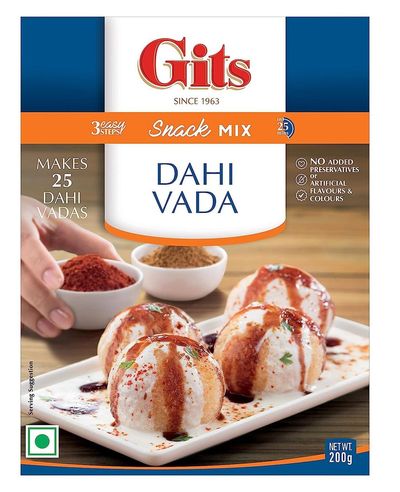 Gits
SINCE 1963
3 easy STEPS!
Snack MIX
25
MAKES
25
DAHI
VADAS
DAHI
VADA
NO ADDED
PRESERVATIVES
or
ARTIFICIAL
FLAVOURS &
COLOURS
Serving Suggestion
NET WT.
200g